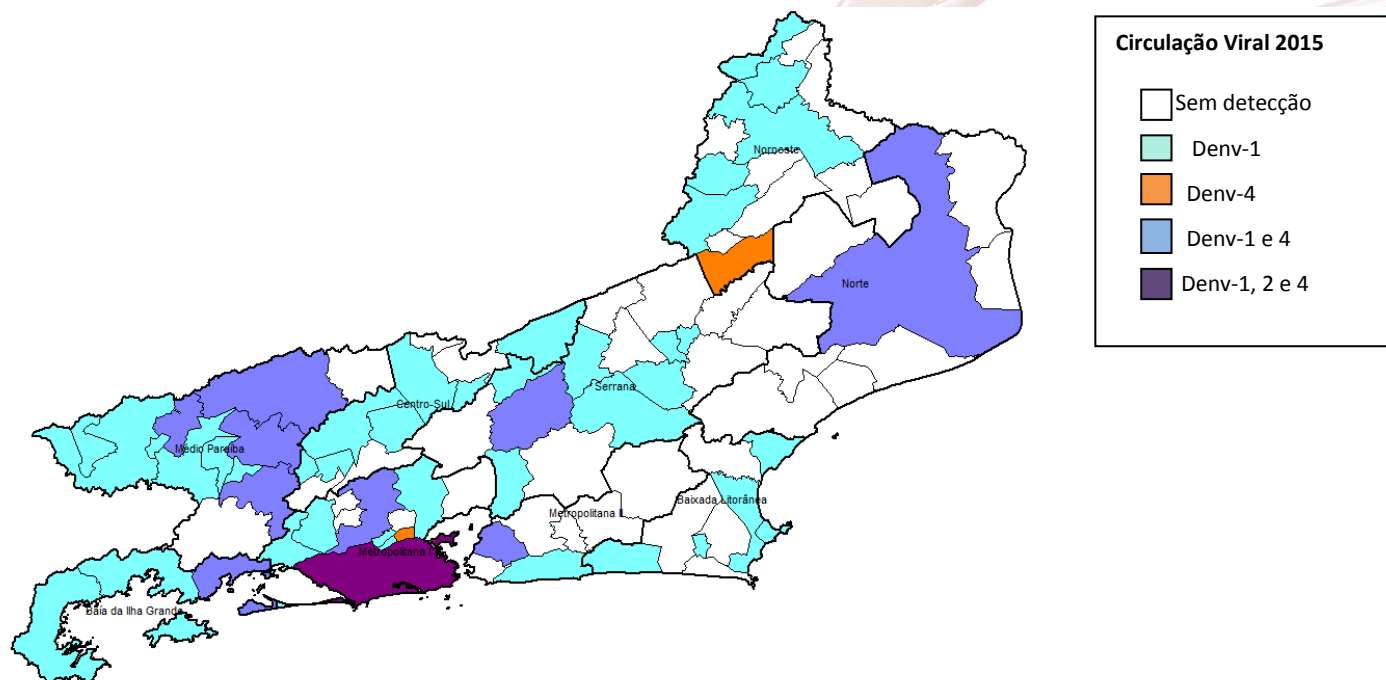 Circulação Viral 2015
Sem detecção
Denv-1
Denv-4
Denv-1 e 4
Denv-1, 2 e 4
Noroeste
Norte
Serrana
Centro-Sul
Médio Paraíba
Baixada Litorânea
Metropolitana II
Metropolitana I
Baía da Ilha Grande